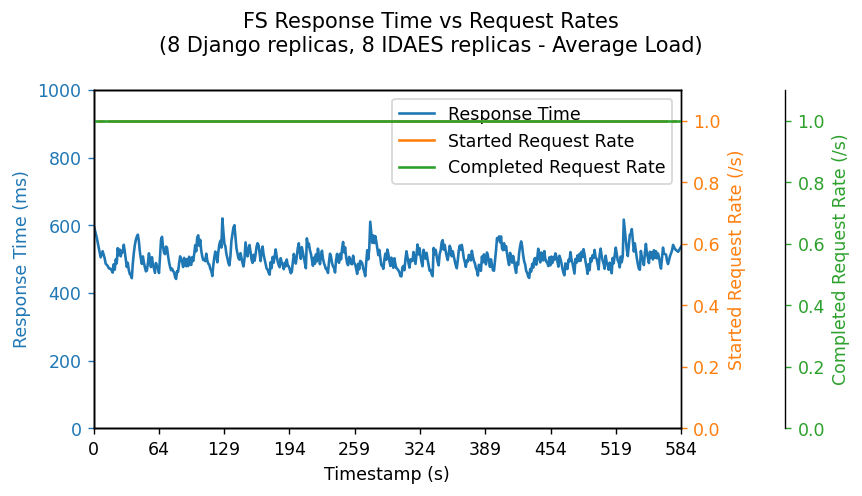 FS Response Time vs Request Rates
(8 Django replicas, 8 IDAES replicas - Average Load)
Response Time (ms)
1000
800
600
400
200
0
Response Time
Started Request Rate
Completed Request Rate
1.0
0.8
0.6
0.4
0.2
0.0
Started Request Rate (/s)
1.0
0.8
0.6
0.4
0.2
0.0
Completed Request Rate (/s)
0 64 129 194 259 324 389 454 519 584
Timestamp (s)